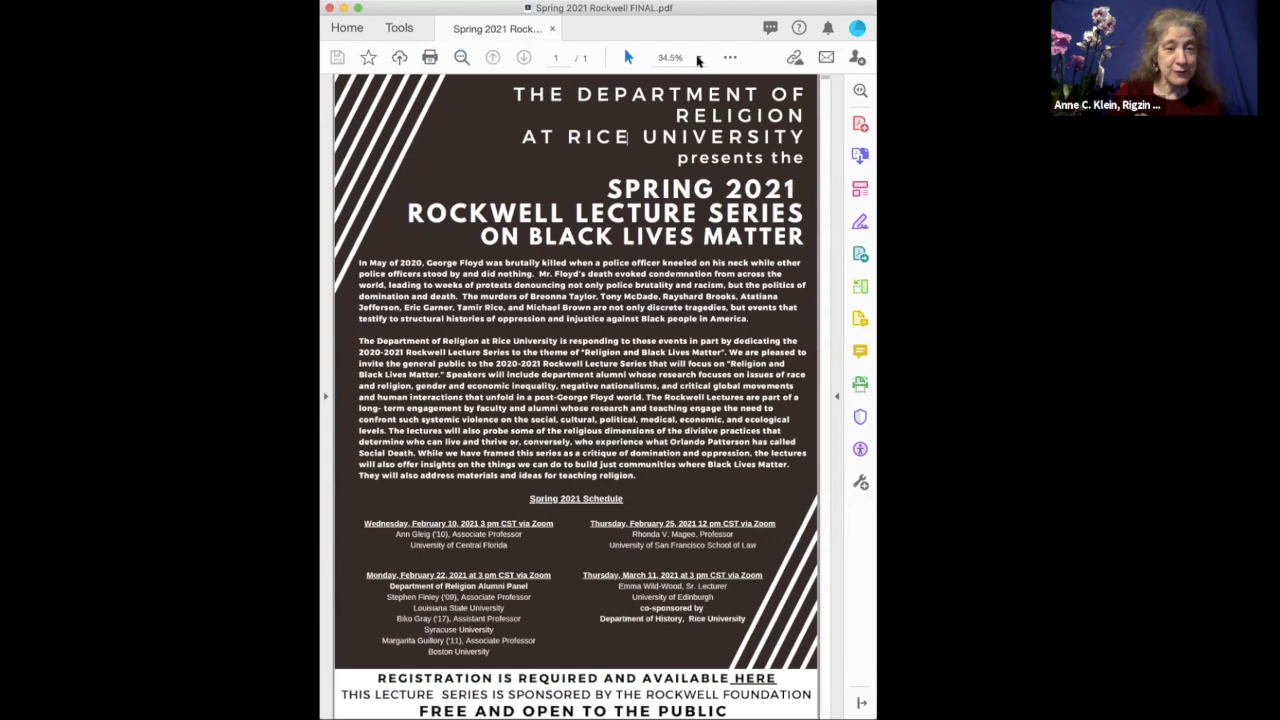 Spring 2021 Rockwell FINAL.pdf
Home
Tools
Spring 2021 Rock...
×
1 / 1
34.5%
Anne C. Klein, Rigzin ...
THE DEPARTMENT OF
RELIGION
AT RICE UNIVERSITY
presents the
SPRING 2021
ROCKWELL LECTURE SERIES
ON BLACK LIVES MATTER
In May of 2020, George Floyd was brutally killed when a police officer kneeled on his neck while other
police officers stood by and did nothing. Mr. Floyd's death evoked condemnation from across the
world, leading to weeks of protests denouncing not only police brutality and racism, but the politics of
domination and death. The murders of Breonna Taylor, Tony McDade, Rayshard Brooks, Atatiana
Jefferson, Eric Garner, Tamir Rice, and Michael Brown are not only discrete tragedies, but events that
testify to structural histories of oppression and injustice against Black people in America.
The Department of Religion at Rice University is responding to these events in part by dedicating the
2020-2021 Rockwell Lecture Series to the theme of "Religion and Black Lives Matter". We are pleased to
invite the general public to the 2020-2021 Rockwell Lecture Series that will focus on "Religion and
Black Lives Matter." Speakers will include department alumni whose research focuses on issues of race
and religion, gender and economic inequality, negative nationalisms, and critical global movements
and human interactions that unfold in a post-George Floyd world. The Rockwell Lectures are part of a
long- term engagement by faculty and alumni whose research and teaching engage the need to
confront such systemic violence on the social, cultural, political, medical, economic, and ecological
levels. The lectures will also probe some of the religious dimensions of the divisive practices that
determine who can live and thrive or, conversely, who experience what Orlando Patterson has called
Social Death. While we have framed this series as a critique of domination and oppression, the lectures
will also offer insights on the things we can do to build just communities where Black Lives Matter.
They will also address materials and ideas for teaching religion.
Spring 2021 Schedule
Wednesday, February 10, 2021 3 pm CST via Zoom
Ann Gleig ('10), Associate Professor
University of Central Florida
Monday, February 22, 2021 at 3 pm CST via Zoom
Department of Religion Alumni Panel
Stephen Finley ('09), Associate Professor
Louisiana State University
Biko Gray ('17), Assistant Professor
Syracuse University
Margarita Guillory ('11), Associate Professor
Boston University
Thursday, February 25, 2021 12 pm CST via Zoom
Rhonda V. Magee, Professor
University of San Francisco School of Law
Thursday, March 11, 2021 at 3 pm CST via Zoom
Emma Wild-Wood, Sr. Lecturer
University of Edinburgh
co-sponsored by
Department of History, Rice University
REGISTRATION IS REQUIRED AND AVAILABLE HERE
THIS LECTURE SERIES IS SPONSORED BY THE ROCKWELL FOUNDATION
FREE AND OPEN TO THE PUBLIC